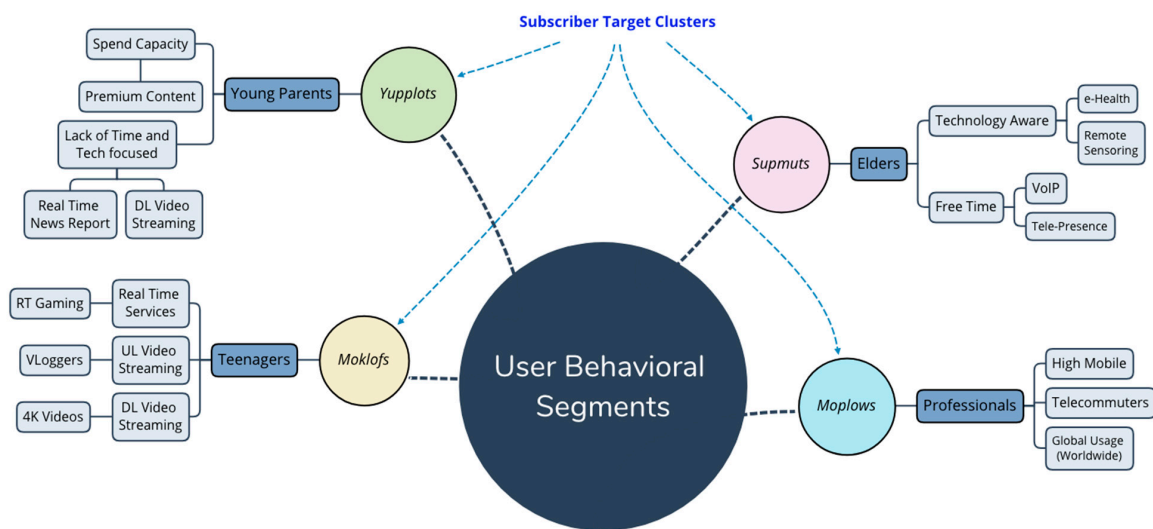 Subscriber Target Clusters
Spend Capacity
Premium Content
Young Parents
Yupplots
Lack of Time and
Tech focused
Real Time
News Report
DL Video
Streaming
Supmuts
Elders
Technology Aware
e-Health
Remote
Sensoring
Free Time
VoIP
Tele-Presence
RT Gaming
Real Time
Services
VLoggers
UL Video
Streaming
4K Videos
DL Video
Streaming
Teenagers
Moklofs
User Behavioral
Segments
Moplows
Professionals
High Mobile
Telecommuters
Global Usage
(Worldwide)